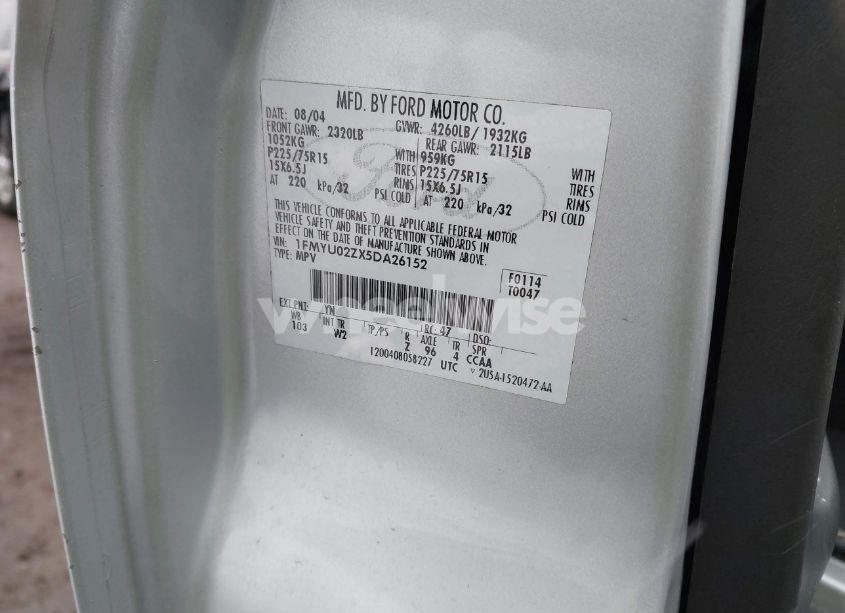 MFD. BY FORD MOTOR CO.
DATE: 08/04 GVWR: 4260LB/ 1932KG
FRONT GAWR: 2320LB REAR GAWR: 2115LB
1052KG WITH 959KG WITH
P225/75R15 TIRES P225/75R15 TIRES
15X6.5J RIMS 15X6.5J RIMS
AT 220 kPa/32 PSI COLD AT 220 kPa/32 PSI COLD
THIS VEHICLE CONFORMS TO ALL APPLICABLE FEDERAL MOTOR
VEHICLE SAFETY AND THEFT PREVENTION STANDARDS IN
EFFECT ON THE DATE OF MANUFACTURE SHOWN ABOVE.
VIN: 1FMYU02ZX5DA26152
TYPE: MPV
F0114
T0047
wheelwise
EXT PNT: YN RC: 47 DSO:
WB INT TR TP/PS R AXLE TR SPR
103 W2 Z 96 4 CCAA
1200408058227 UTC 2U5A-1520472-AA
Ford